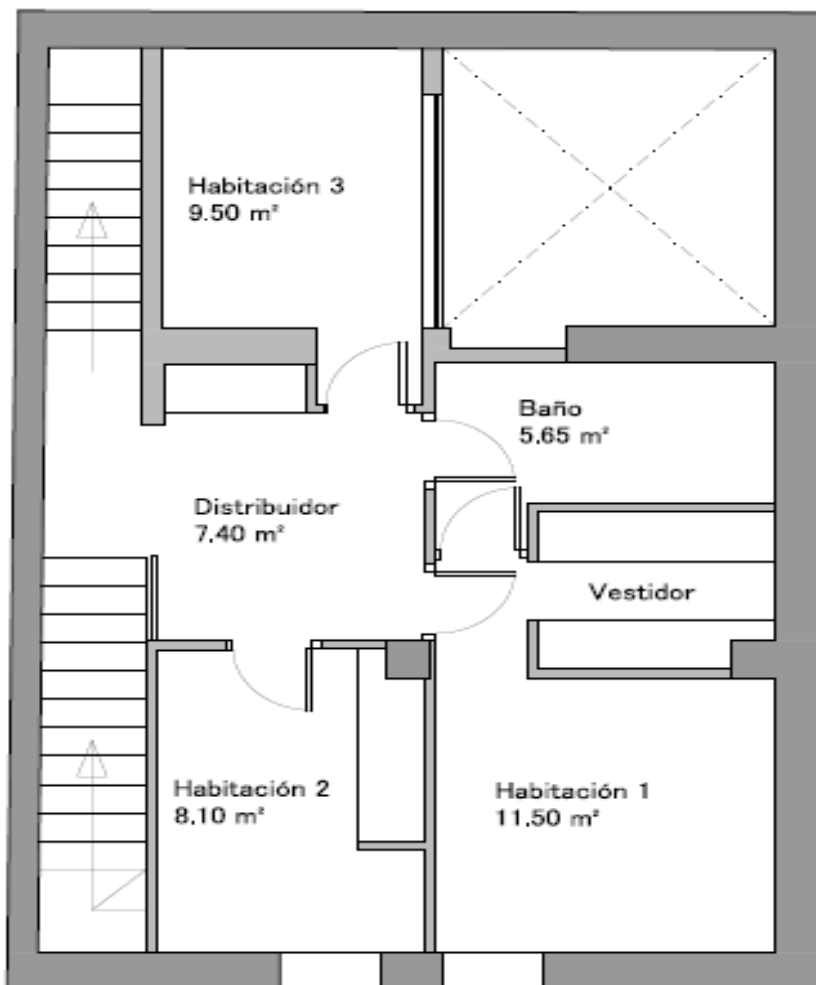 Habitación 3
9.50 m²
Baño
5,65 m²
Distribuidor
7,40 m²
Vestidor
Habitación 2
8,10 m²
Habitación 1
11.50 m²